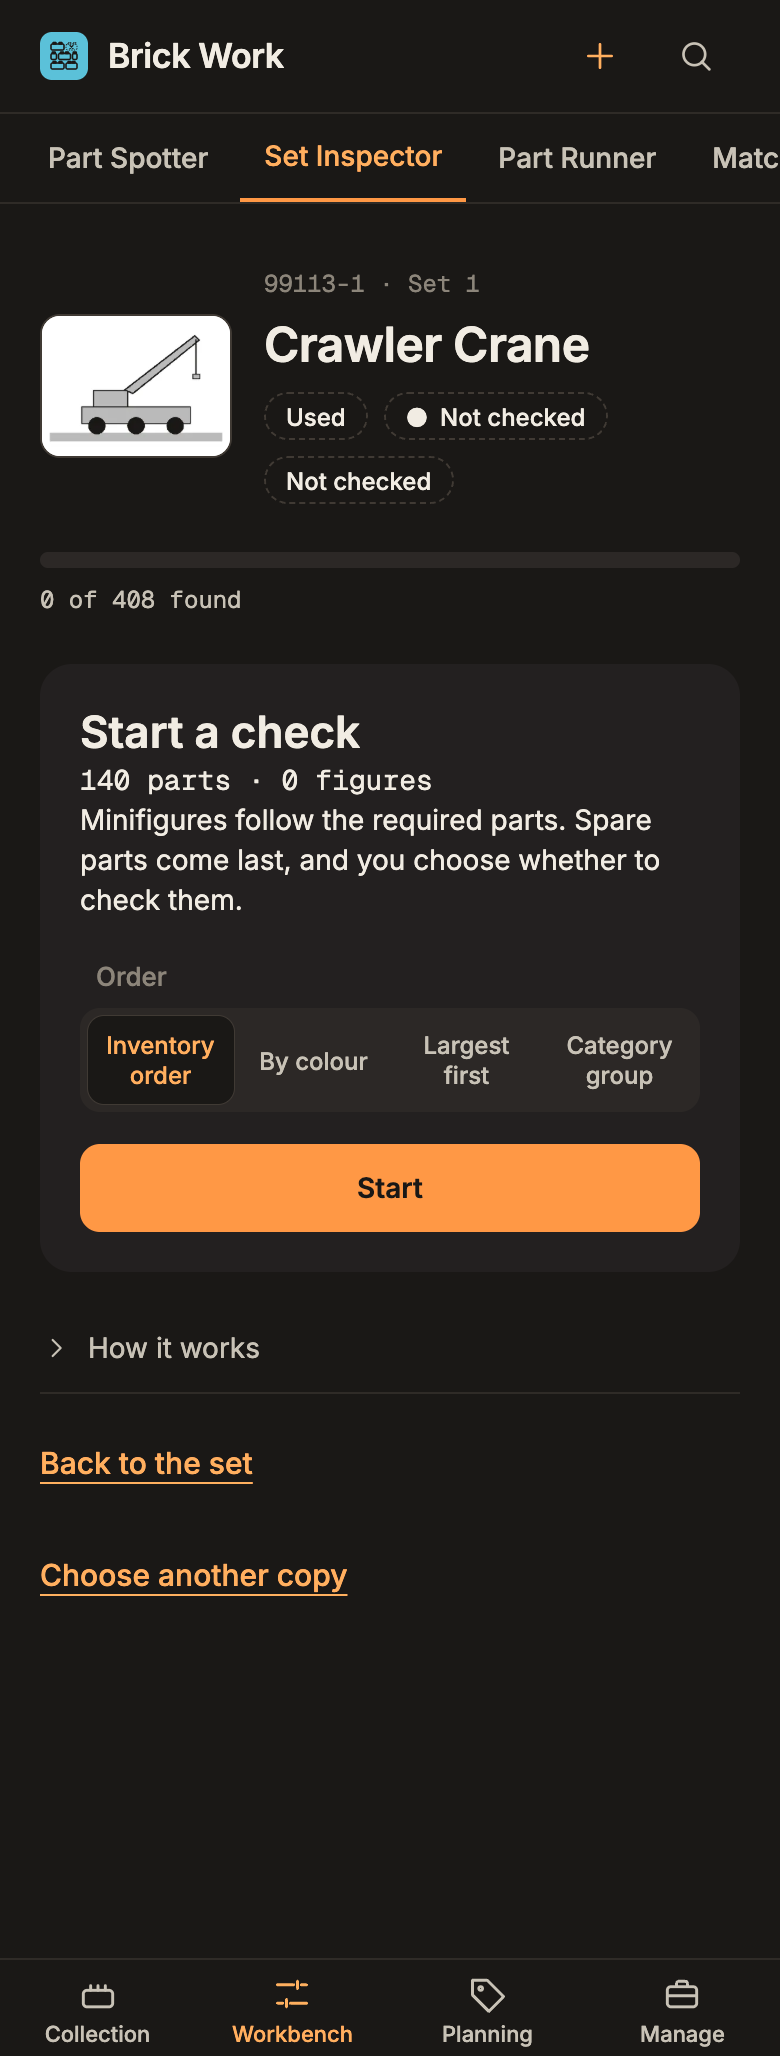 Brick Work
Part Spotter
Set Inspector
Part Runner
Matc
99113-1 · Set 1
Crawler Crane
Used
Not checked
Not checked
0 of 408 found
Start a check
140 parts · 0 figures
Minifigures follow the required parts. Spare
parts come last, and you choose whether to
check them.
Order
Inventory
order
By colour
Largest
first
Category
group
Start
How it works
Back to the set
Choose another copy
Collection
Workbench
Planning
Manage